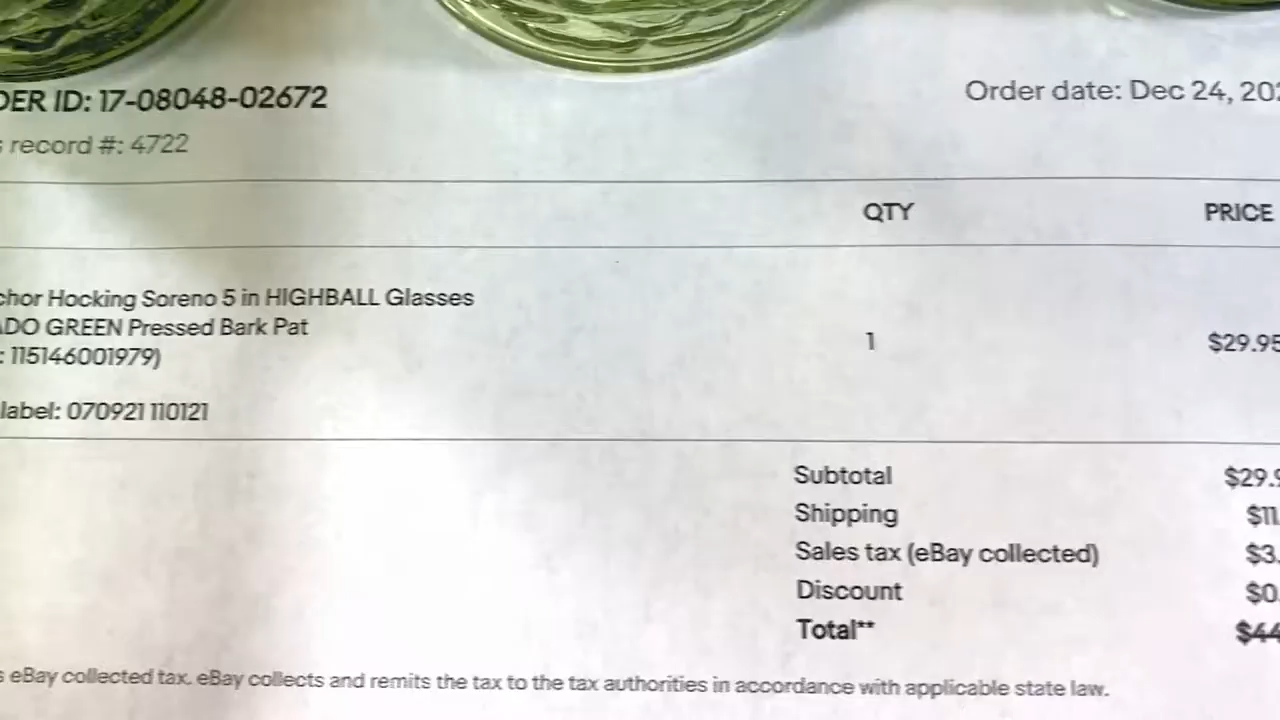 DER ID: 17-08048-02672
Order date: Dec 24, 202
s record #: 4722
QTY
PRICE
chor Hocking Soreno 5 in HIGHBALL Glasses
ADO GREEN Pressed Bark Pat
: 115146001979)
1
$29.95
label: 070921 110121
Subtotal $29.9
Shipping $11
Sales tax (eBay collected) $3.
Discount $0.
Total** $44
s eBay collected tax. eBay collects and remits the tax to the tax authorities in accordance with applicable state law.